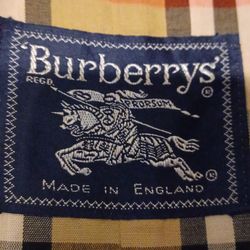 Burberrys'
REGD.
PRORSUM
MADE IN ENGLAND